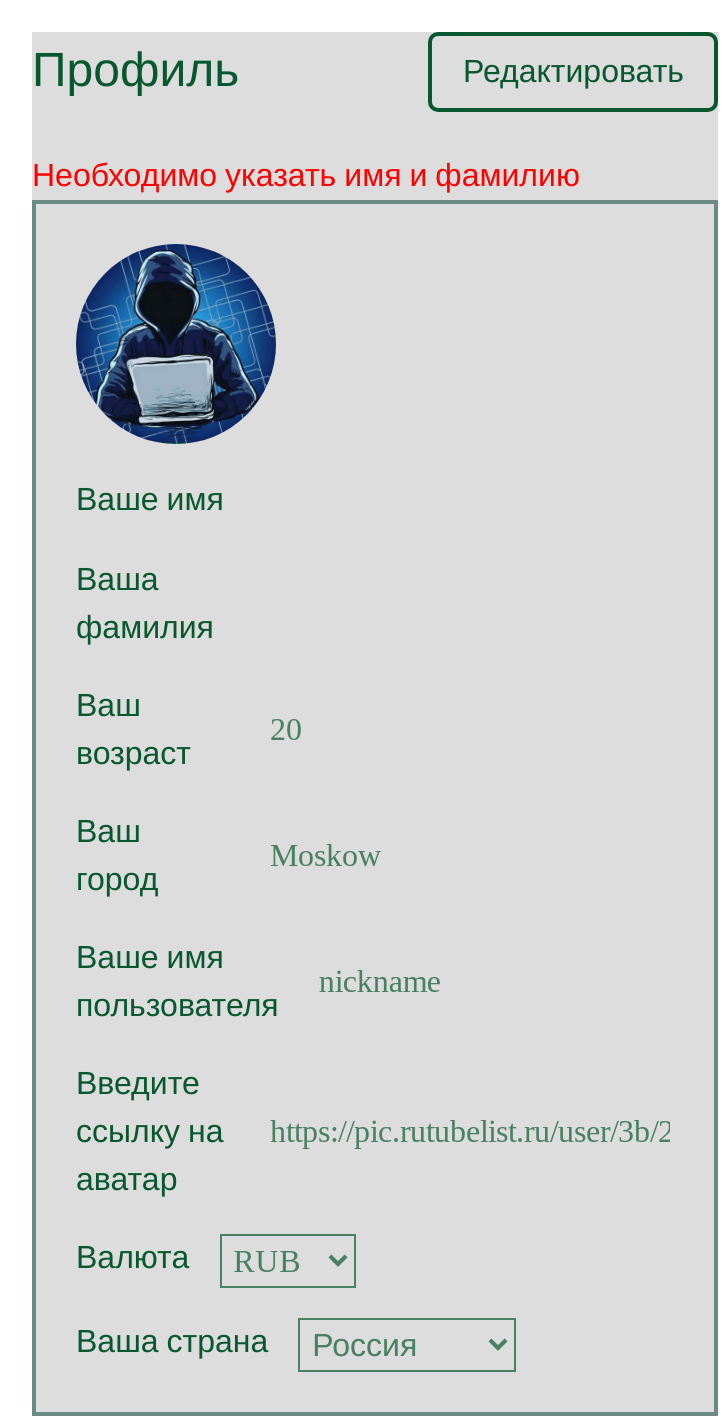 Профиль
Редактировать
Необходимо указать имя и фамилию
Ваше имя
Ваша
фамилия
Ваш
возраст
20
Ваш
город
Moskow
Ваше имя
пользователя
nickname
Введите
ссылку на
аватар
https://pic.rutubelist.ru/user/3b/2
Валюта
RUB
Ваша страна
Россия